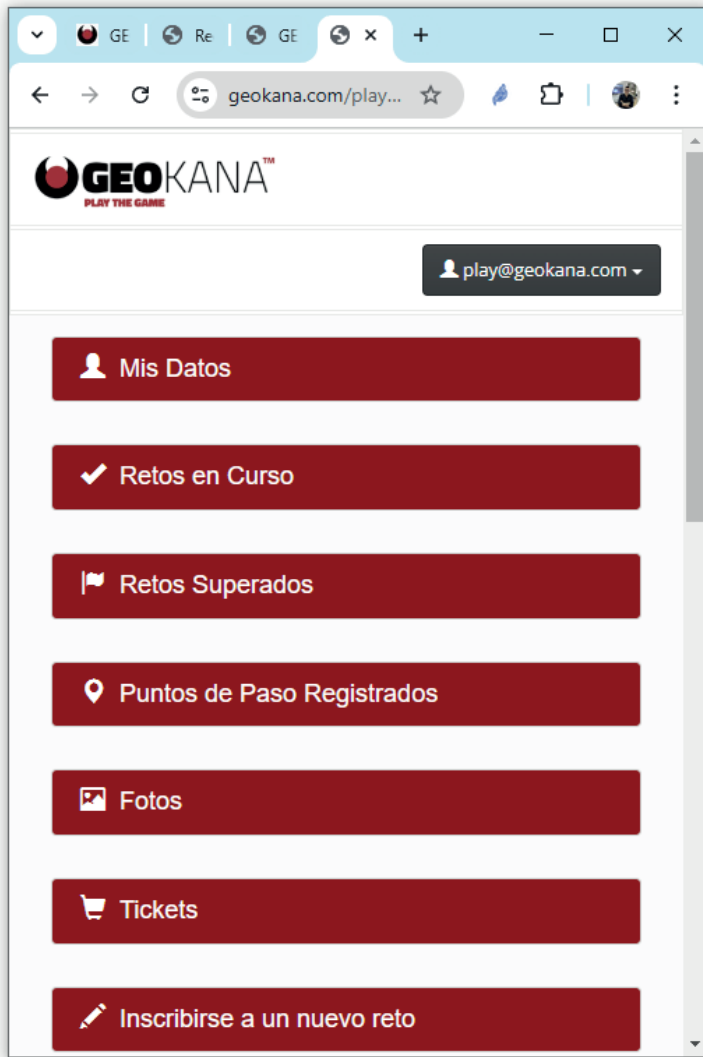 GE
Re
GE
geokana.com/play...
GEOKANA™
PLAY THE GAME
play@geokana.com
Mis Datos
Retos en Curso
Retos Superados
Puntos de Paso Registrados
Fotos
Tickets
Inscribirse a un nuevo reto